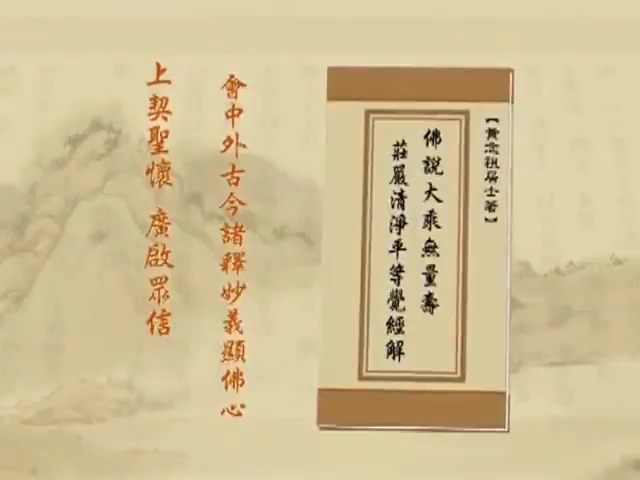 【黃念祖居士著】
佛說大乘無量壽
莊嚴清淨平等覺經解
會中外古今諸釋妙義顯佛心
上契聖懷 廣啟眾信